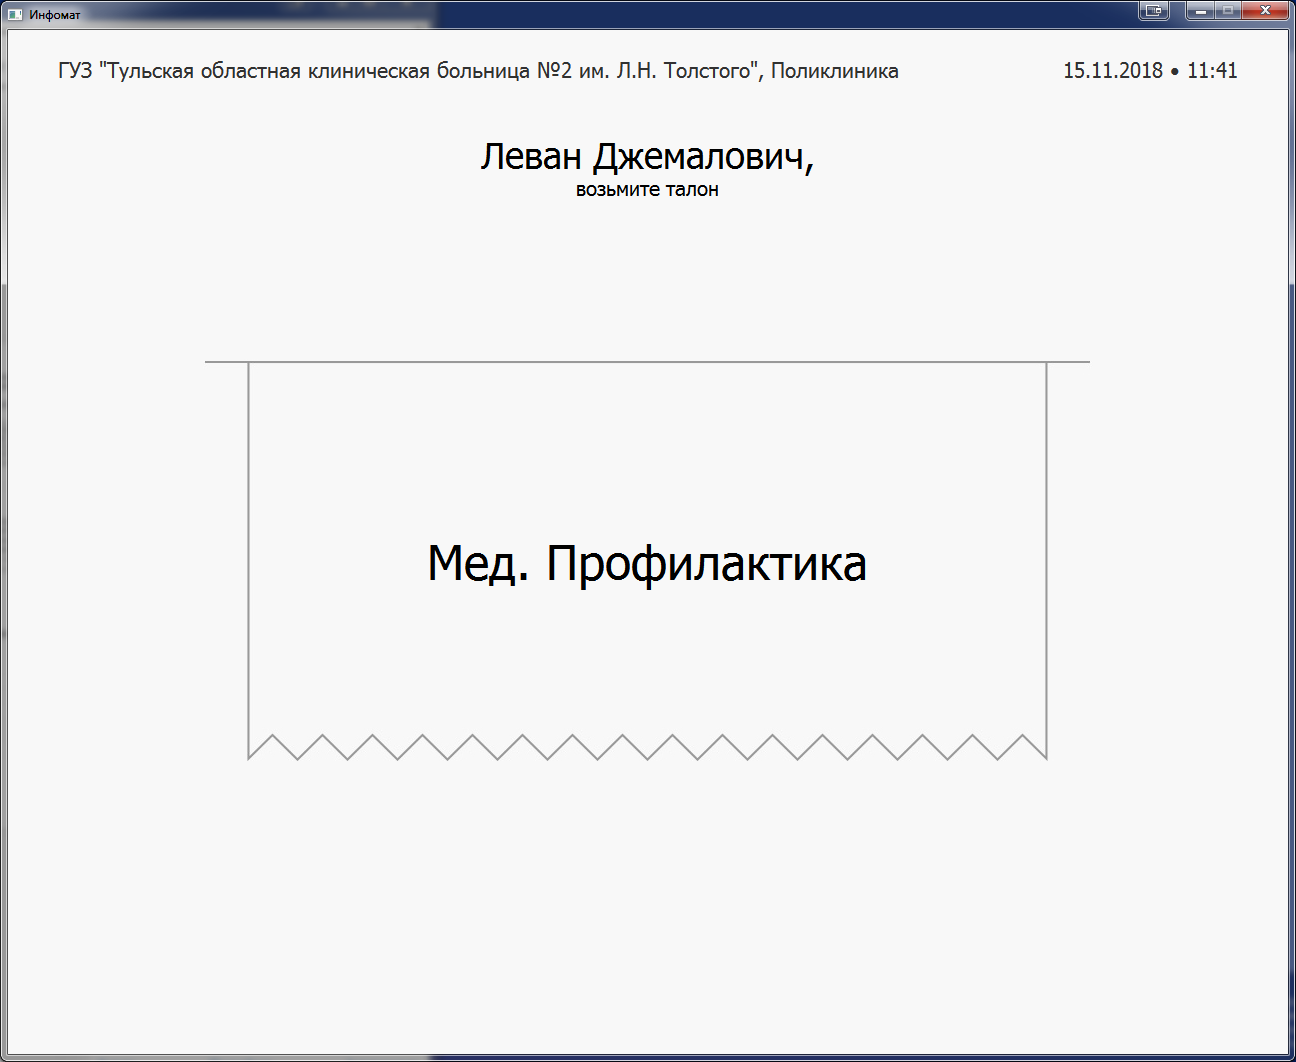 Инфомат
ГУЗ "Тульская областная клиническая больница №2 им. Л.Н. Толстого", Поликлиника
15.11.2018 • 11:41
Леван Джемалович,
возьмите талон
Мед. Профилактика